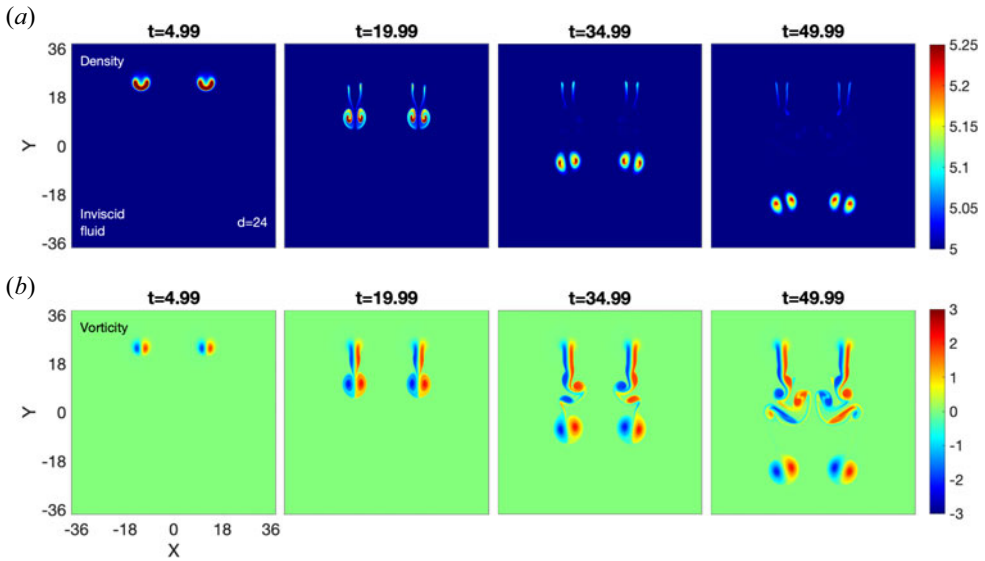 (a)
t=4.99 t=19.99 t=34.99 t=49.99
36 5.25
Density
18 5.2
5.15
Y 0
5.1
-18 5.05
Inviscid
fluid d=24
-36 5
(b)
t=4.99 t=19.99 t=34.99 t=49.99
36 3
Vorticity
18 2
1
Y 0 0
-1
-18 -2
-36 -3
-36 -18 0 18 36
X